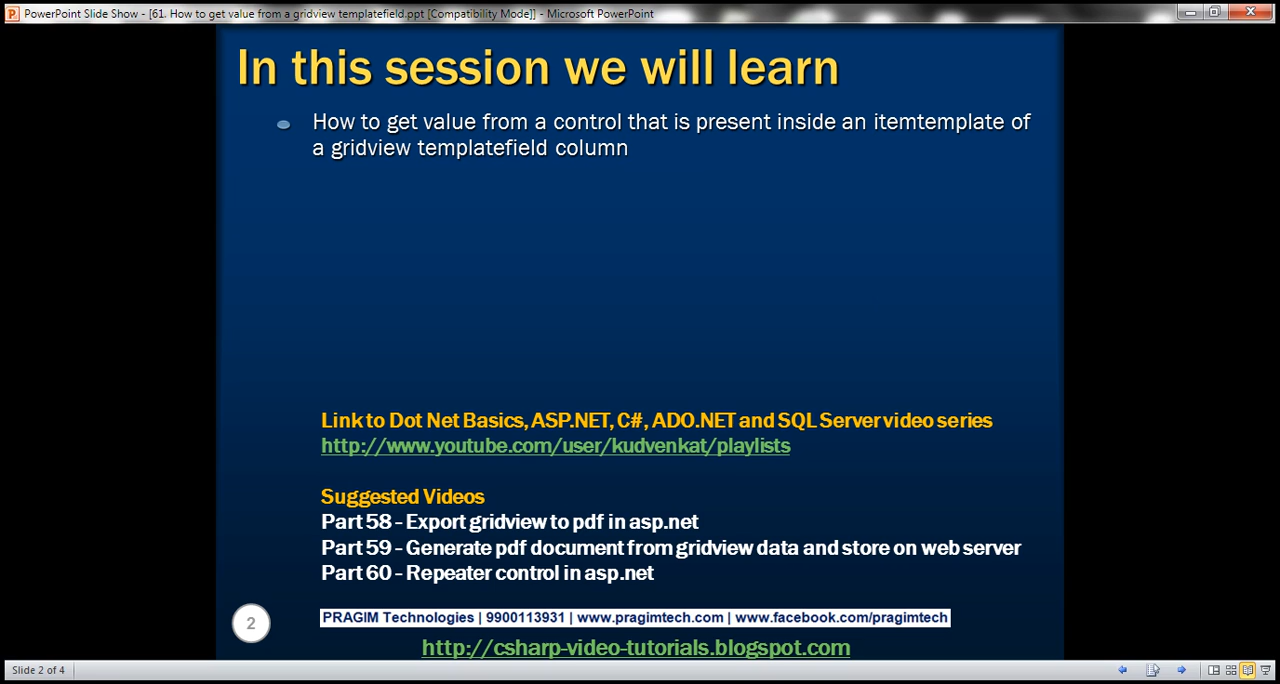 PowerPoint Slide Show - [61. How to get value from a gridview templatefield.ppt [Compatibility Mode]] - Microsoft PowerPoint
In this session we will learn
How to get value from a control that is present inside an itemtemplate of
a gridview templatefield column
Link to Dot Net Basics, ASP.NET, C#, ADO.NET and SQL Server video series
http://www.youtube.com/user/kudvenkat/playlists
Suggested Videos
Part 58 - Export gridview to pdf in asp.net
Part 59 - Generate pdf document from gridview data and store on web server
Part 60 - Repeater control in asp.net
2
PRAGIM Technologies | 9900113931 | www.pragimtech.com | www.facebook.com/pragimtech
http://csharp-video-tutorials.blogspot.com
Slide 2 of 4